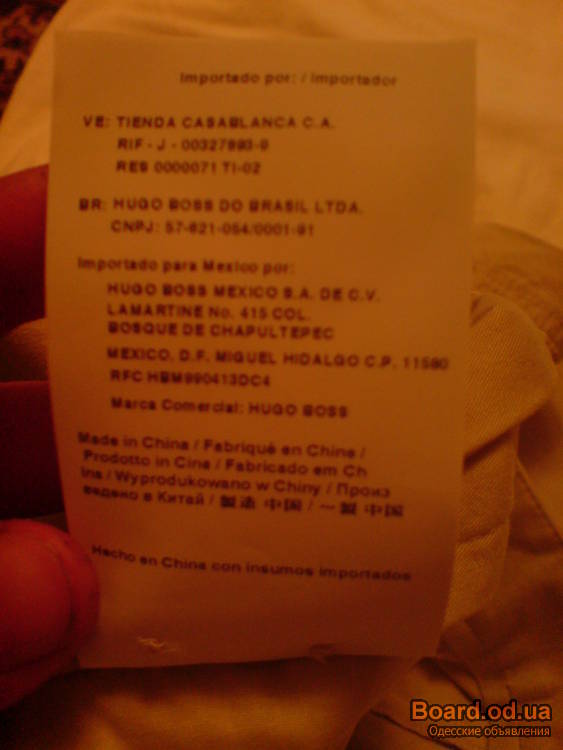 Importado por: / Importador
VE: TIENDA CASABLANCA C.A.
RIF - J - 00327893-9
RES 0000071 TI-02
BR: HUGO BOSS DO BRASIL LTDA.
CNPJ: 57-821-054/0001-91
Importado para Mexico por:
HUGO BOSS MEXICO S.A. DE C.V.
LAMARTINE No. 415 COL.
BOSQUE DE CHAPULTEPEC
MEXICO, D.F. MIGUEL HIDALGO C.P. 11580
RFC HBM990413DC4
Marca Comercial: HUGO BOSS
Made in China / Fabriqué en Chine /
Prodotto in Cina / Fabricado em Ch
ina / Wyprodukowano w Chiny / Произ
ведено в Китай / 製造 中国 / 一製 中国
Hecho en China con insumos importados
Board.od.ua
Одесские объявления